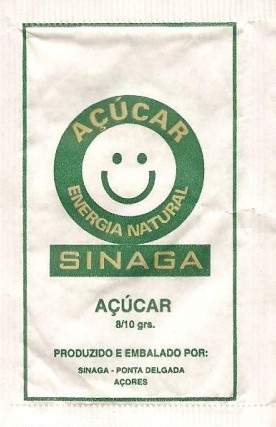 AÇÚCAR
ENERGIA NATURAL
SINAGA
AÇÚCAR
8/10 grs.
PRODUZIDO E EMBALADO POR:
SINAGA - PONTA DELGADA
AÇORES